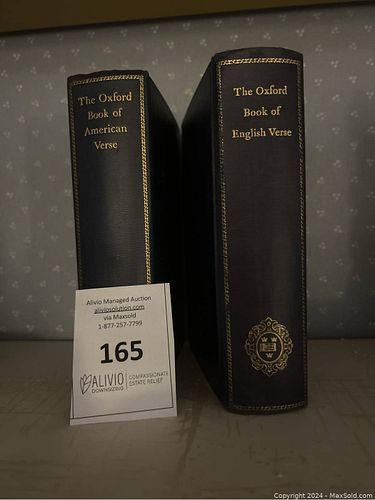 The Oxford
Book of
American
Verse
The Oxford
Book of
English Verse
Alivio Managed Auction
aliviosolution.com
via Maxsold
1-877-257-7799
165
ALIVIO
DOWNSIZING
COMPASSIONATE
ESTATE RELIEF
Copyright 2024 - MaxSold.com